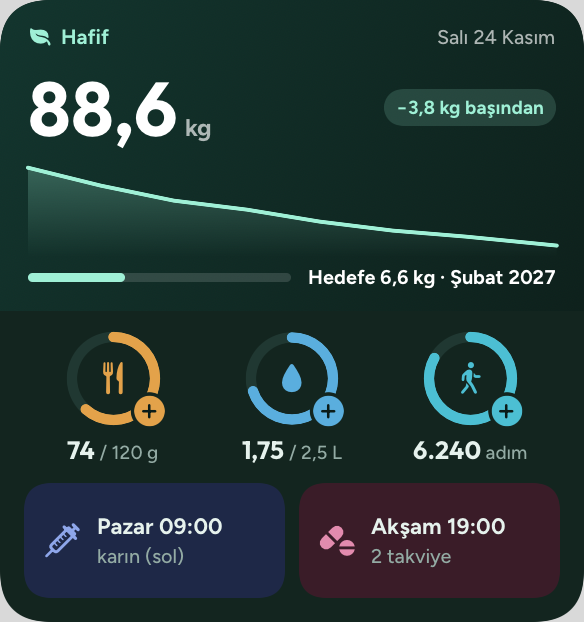 Hafif
Salı 24 Kasım
88,6 kg
−3,8 kg başından
Hedefe 6,6 kg · Şubat 2027
74 / 120 g
1,75 / 2,5 L
6.240 adım
Pazar 09:00
karın (sol)
Akşam 19:00
2 takviye